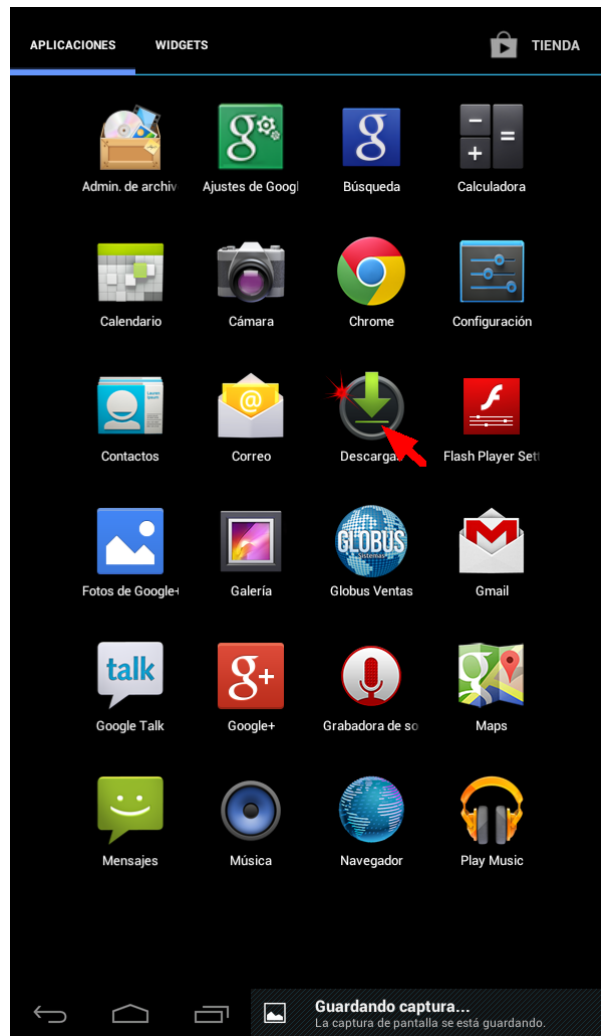 APLICACIONES WIDGETS TIENDA
Admin. de archiv Ajustes de Googl Búsqueda Calculadora
Calendario Cámara Chrome Configuración
Contactos Correo Descargas Flash Player Sett
GLOBUS
Sistemas
Fotos de Google+ Galería Globus Ventas Gmail
talk g+
Google Talk Google+ Grabadora de so Maps
Mensajes Música Navegador Play Music
Guardando captura...
La captura de pantalla se está guardando.